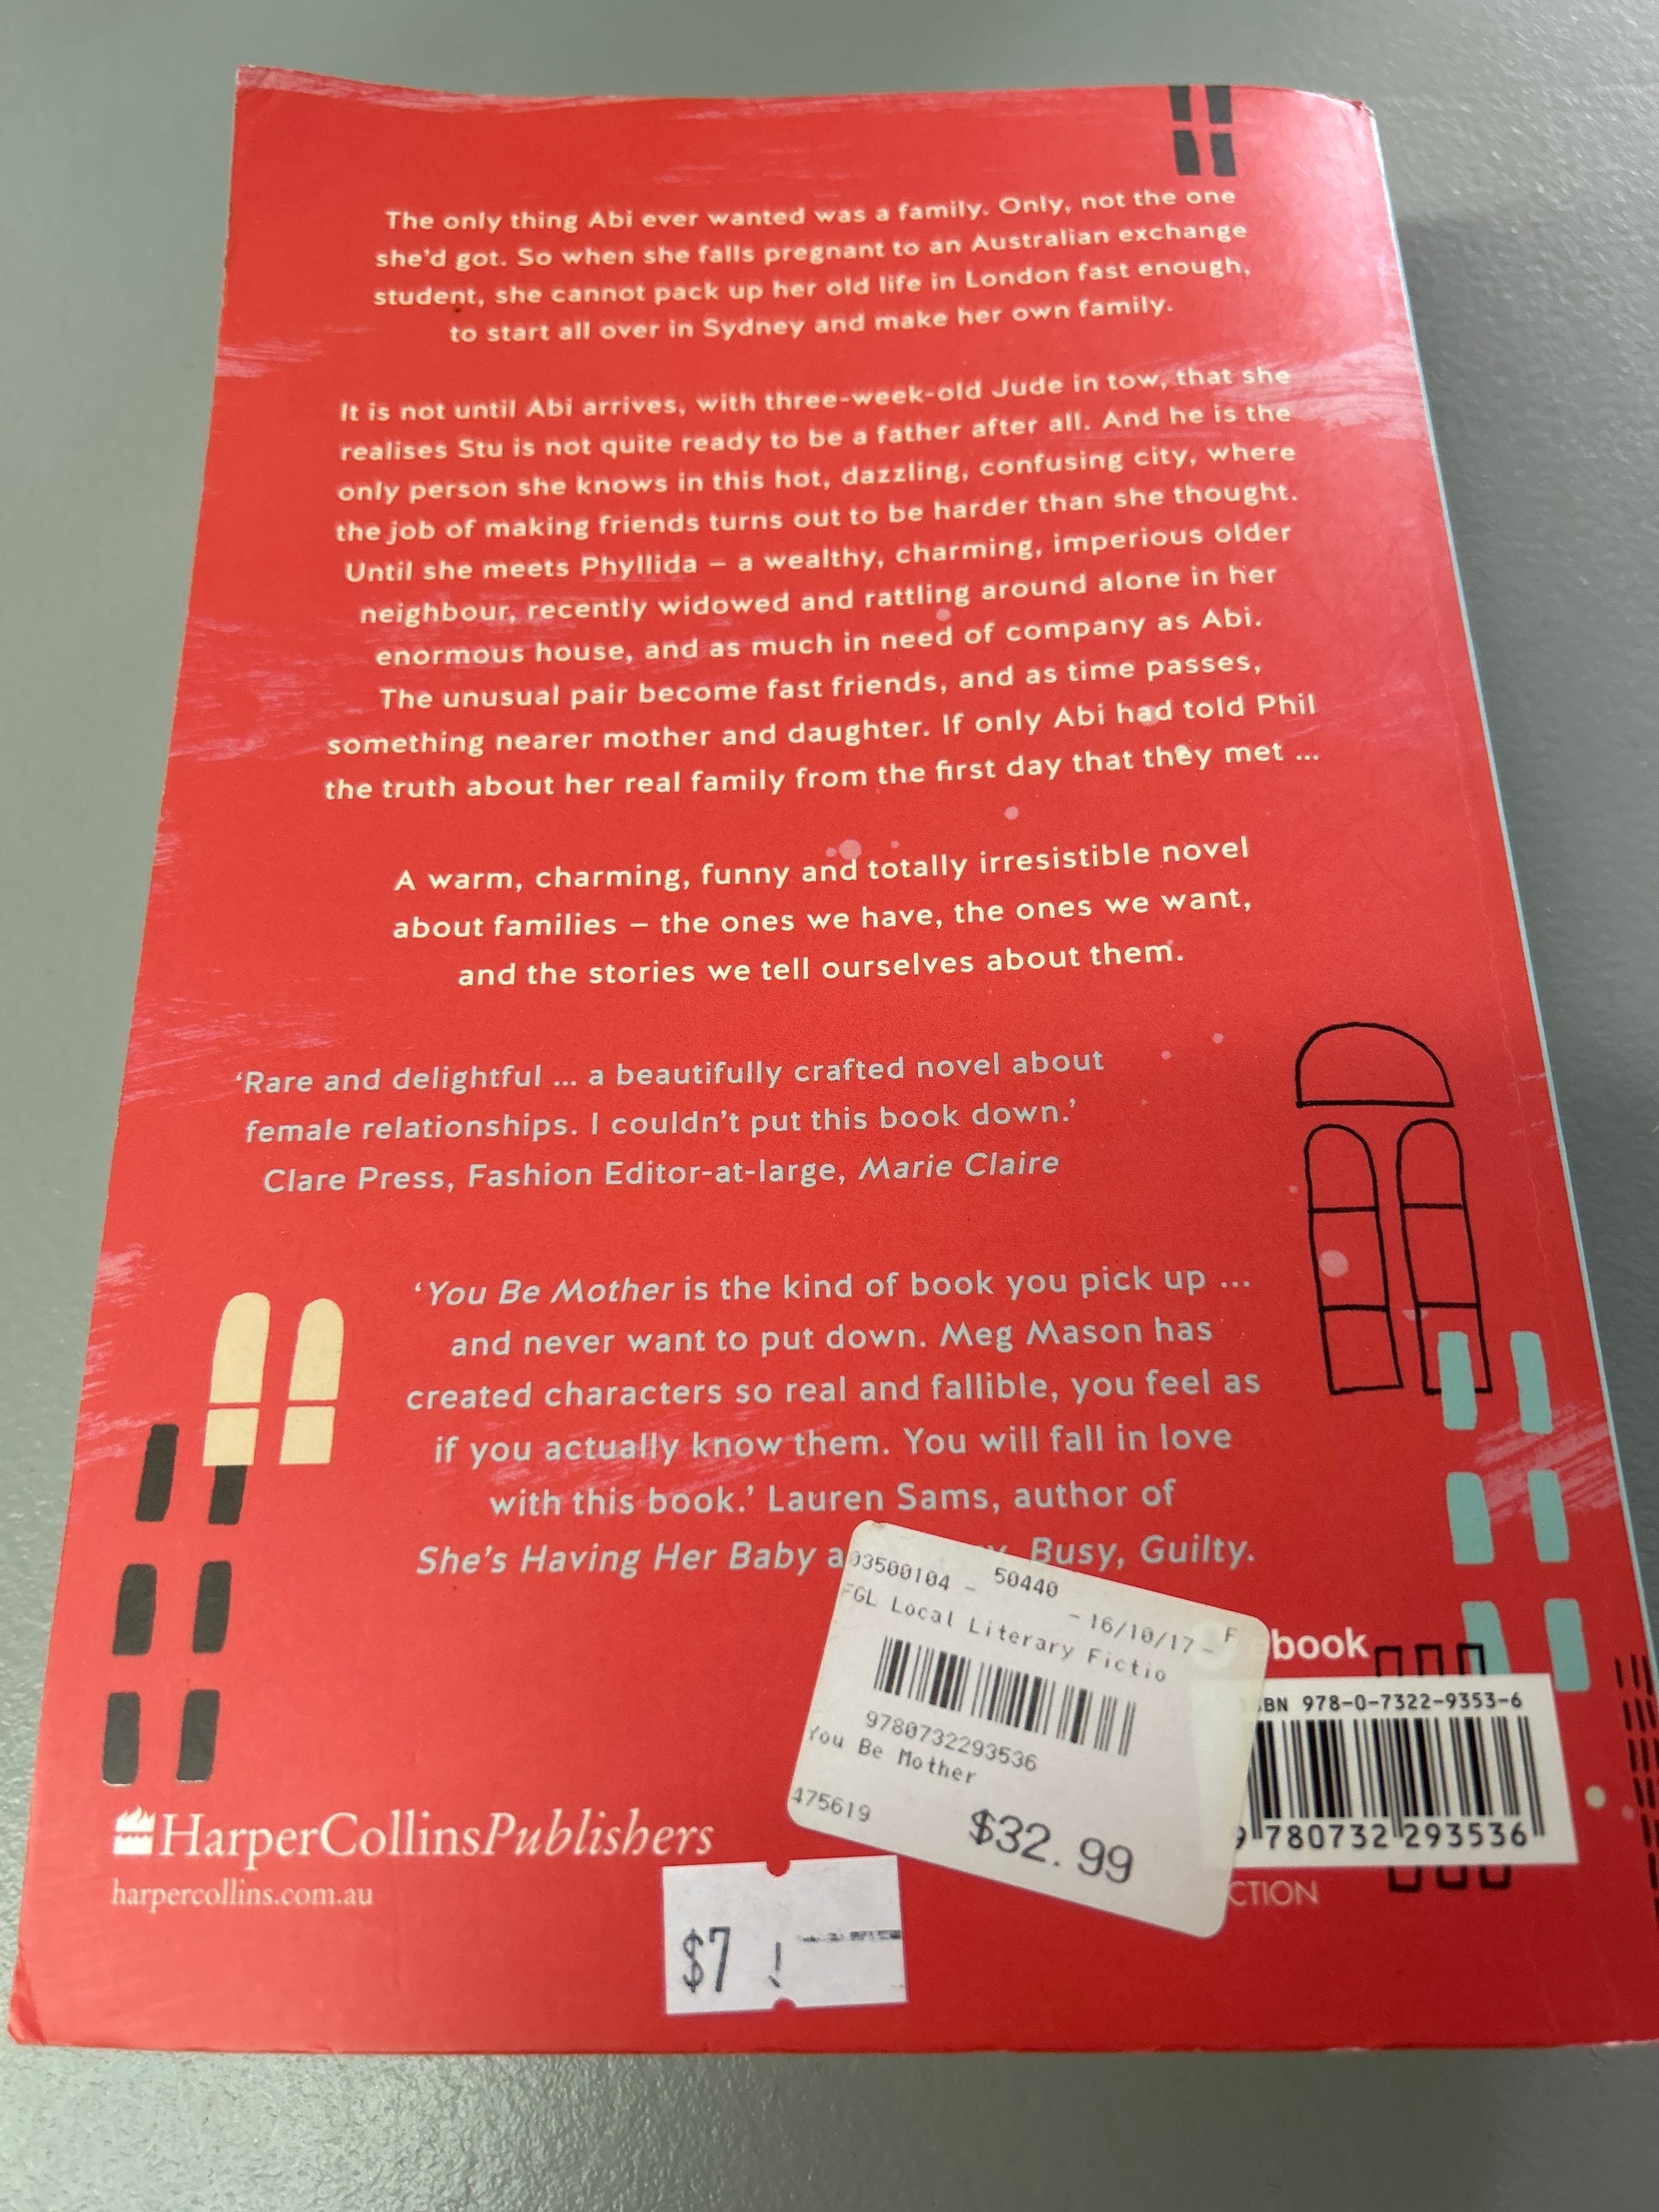 The only thing Abi ever wanted was a family. Only, not the one
she'd got. So when she falls pregnant to an Australian exchange
student, she cannot pack up her old life in London fast enough,
to start all over in Sydney and make her own family.
It is not until Abi arrives, with three-week-old Jude in tow, that she
realises Stu is not quite ready to be a father after all. And he is the
only person she knows in this hot, dazzling, confusing city, where
the job of making friends turns out to be harder than she thought.
Until she meets Phyllida – a wealthy, charming, imperious older
neighbour, recently widowed and rattling around alone in her
enormous house, and as much in need of company as Abi.
The unusual pair become fast friends, and as time passes,
something nearer mother and daughter. If only Abi had told Phil
the truth about her real family from the first day that they met ...
A warm, charming, funny and totally irresistible novel
about families – the ones we have, the ones we want,
and the stories we tell ourselves about them.
'Rare and delightful ... a beautifully crafted novel about
female relationships. I couldn't put this book down.'
Clare Press, Fashion Editor-at-large, Marie Claire
'You Be Mother is the kind of book you pick up ...
and never want to put down. Meg Mason has
created characters so real and fallible, you feel as
if you actually know them. You will fall in love
with this book.' Lauren Sams, author of
She's Having Her Baby a Busy, Guilty.
03500104 - 50440 - 16/10/17 - F
FGL Local Literary Fictio
9780732293536
You Be Mother
475619
$32.99
ebook
ISBN 978-0-7322-9353-6
9 780732 293536
CTION
HarperCollinsPublishers
harpercollins.com.au
$7 !